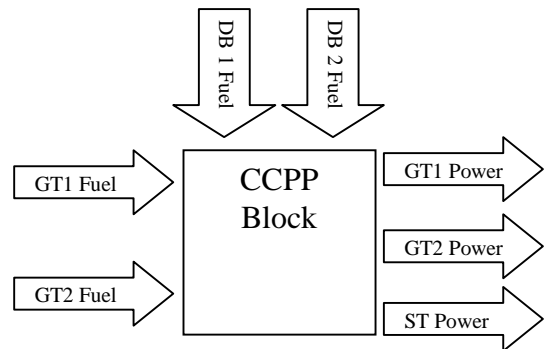 DB 1 Fuel
DB 2 Fuel
GT1 Fuel
GT2 Fuel
CCPP
Block
GT1 Power
GT2 Power
ST Power